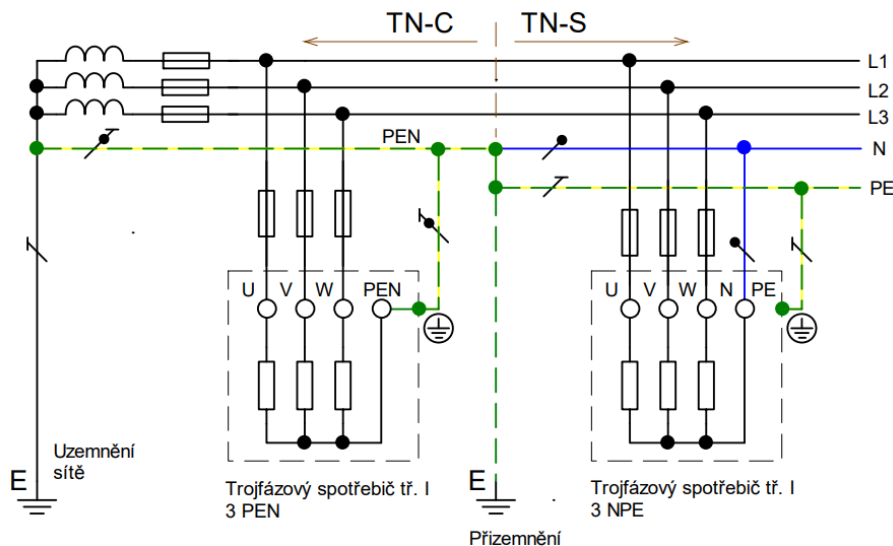 TN-C TN-S
L1
L2
L3
PEN N
PE
U V W PEN U V W N PE
Uzemnění
sítě
E E
Trojfázový spotřebič tř. I Trojfázový spotřebič tř. I
3 PEN 3 NPE
Přizemnění